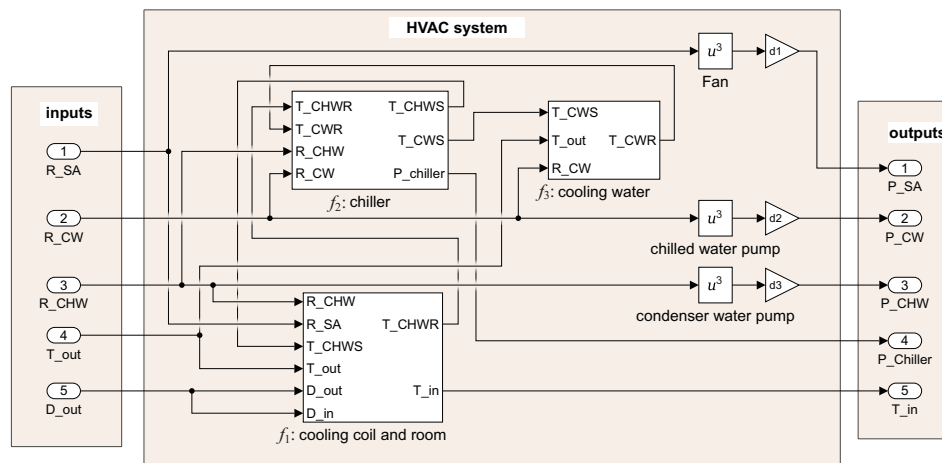 HVAC system
inputs
1
R_SA
2
R_CW
3
R_CHW
4
T_out
5
D_out
u³
Fan
d1
T_CHWR
T_CWR
R_CHW
R_CW
T_CHWS
T_CWS
P_chiller
f₂: chiller
T_CWS
T_out
R_CW
T_CWR
f₃: cooling water
u³
chilled water pump
d2
u³
condenser water pump
d3
R_CHW
R_SA
T_CHWS
T_out
D_out
D_in
T_CHWR
T_in
f₁: cooling coil and room
outputs
1
P_SA
2
P_CW
3
P_CHW
4
P_Chiller
5
T_in